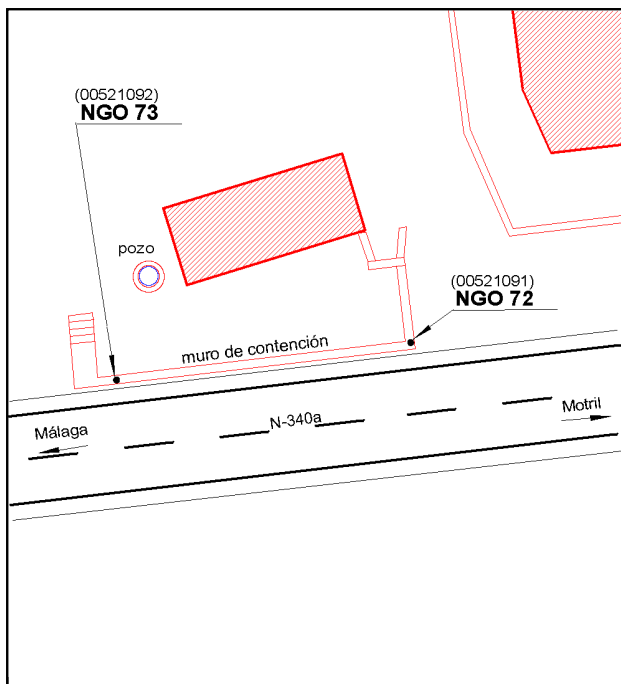 (00521092)
NGO 73
pozo
(00521091)
NGO 72
muro de contención
Motril
N-340a
Málaga